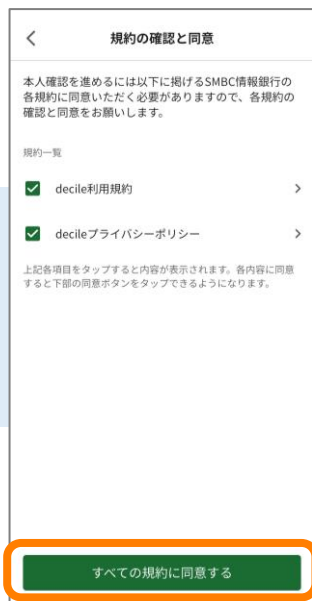 規約の確認と同意
本人確認を進めるには以下に掲げるSMBC情報銀行の
各規約に同意いただく必要がありますので、各規約の
確認と同意をお願いします。
規約一覧
decile利用規約
decileプライバシーポリシー
上記各項目をタップすると内容が表示されます。各内容に同意
すると下部の同意ボタンをタップできるようになります。
すべての規約に同意する